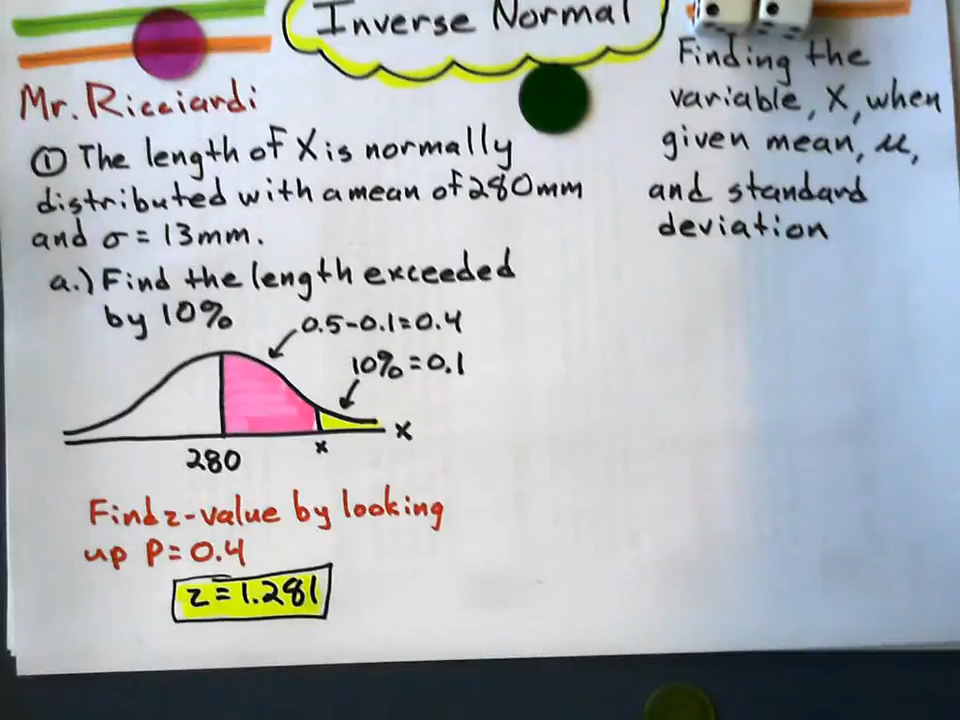 Inverse Normal
Mr. Ricciardi
① The length of X is normally
distributed with a mean of 280mm
and σ = 13mm.
a.) Find the length exceeded
by 10%
0.5-0.1=0.4
10% = 0.1
x
X
280
Find z-value by looking
up P = 0.4
z = 1.281
Finding the
variable, X, when
given mean, μ,
and standard
deviation